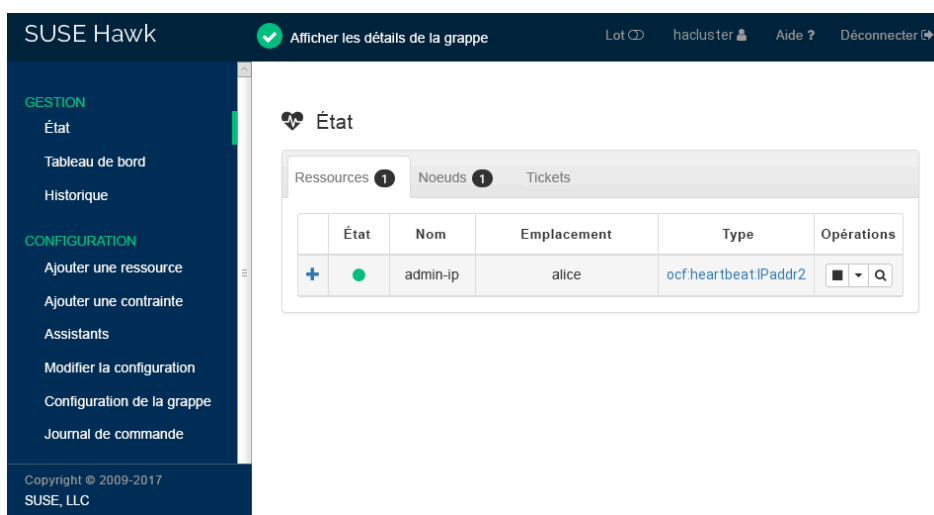 SUSE Hawk
Afficher les détails de la grappe
Lot
hacluster
Aide ?
Déconnecter
GESTION
État
Tableau de bord
Historique
CONFIGURATION
Ajouter une ressource
Ajouter une contrainte
Assistants
Modifier la configuration
Configuration de la grappe
Journal de commande
Copyright © 2009-2017
SUSE, LLC
État
Ressources 1
Noeuds 1
Tickets
État Nom Emplacement Type Opérations
admin-ip alice ocf:heartbeat:IPaddr2